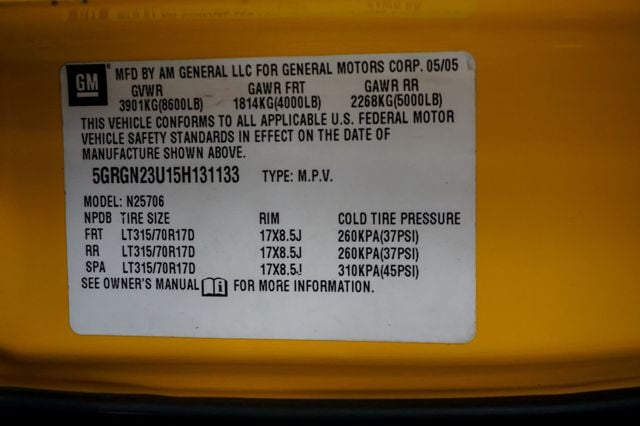 GM MFD BY AM GENERAL LLC FOR GENERAL MOTORS CORP. 05/05
GVWR GAWR FRT GAWR RR
3901KG(8600LB) 1814KG(4000LB) 2268KG(5000LB)
THIS VEHICLE CONFORMS TO ALL APPLICABLE U.S. FEDERAL MOTOR
VEHICLE SAFETY STANDARDS IN EFFECT ON THE DATE OF
MANUFACTURE SHOWN ABOVE.
5GRGN23U15H131133 TYPE: M.P.V.
MODEL: N25706
NPDB TIRE SIZE RIM COLD TIRE PRESSURE
FRT LT315/70R17D 17X8.5J 260KPA(37PSI)
RR LT315/70R17D 17X8.5J 260KPA(37PSI)
SPA LT315/70R17D 17X8.5J 310KPA(45PSI)
SEE OWNER'S MANUAL FOR MORE INFORMATION.